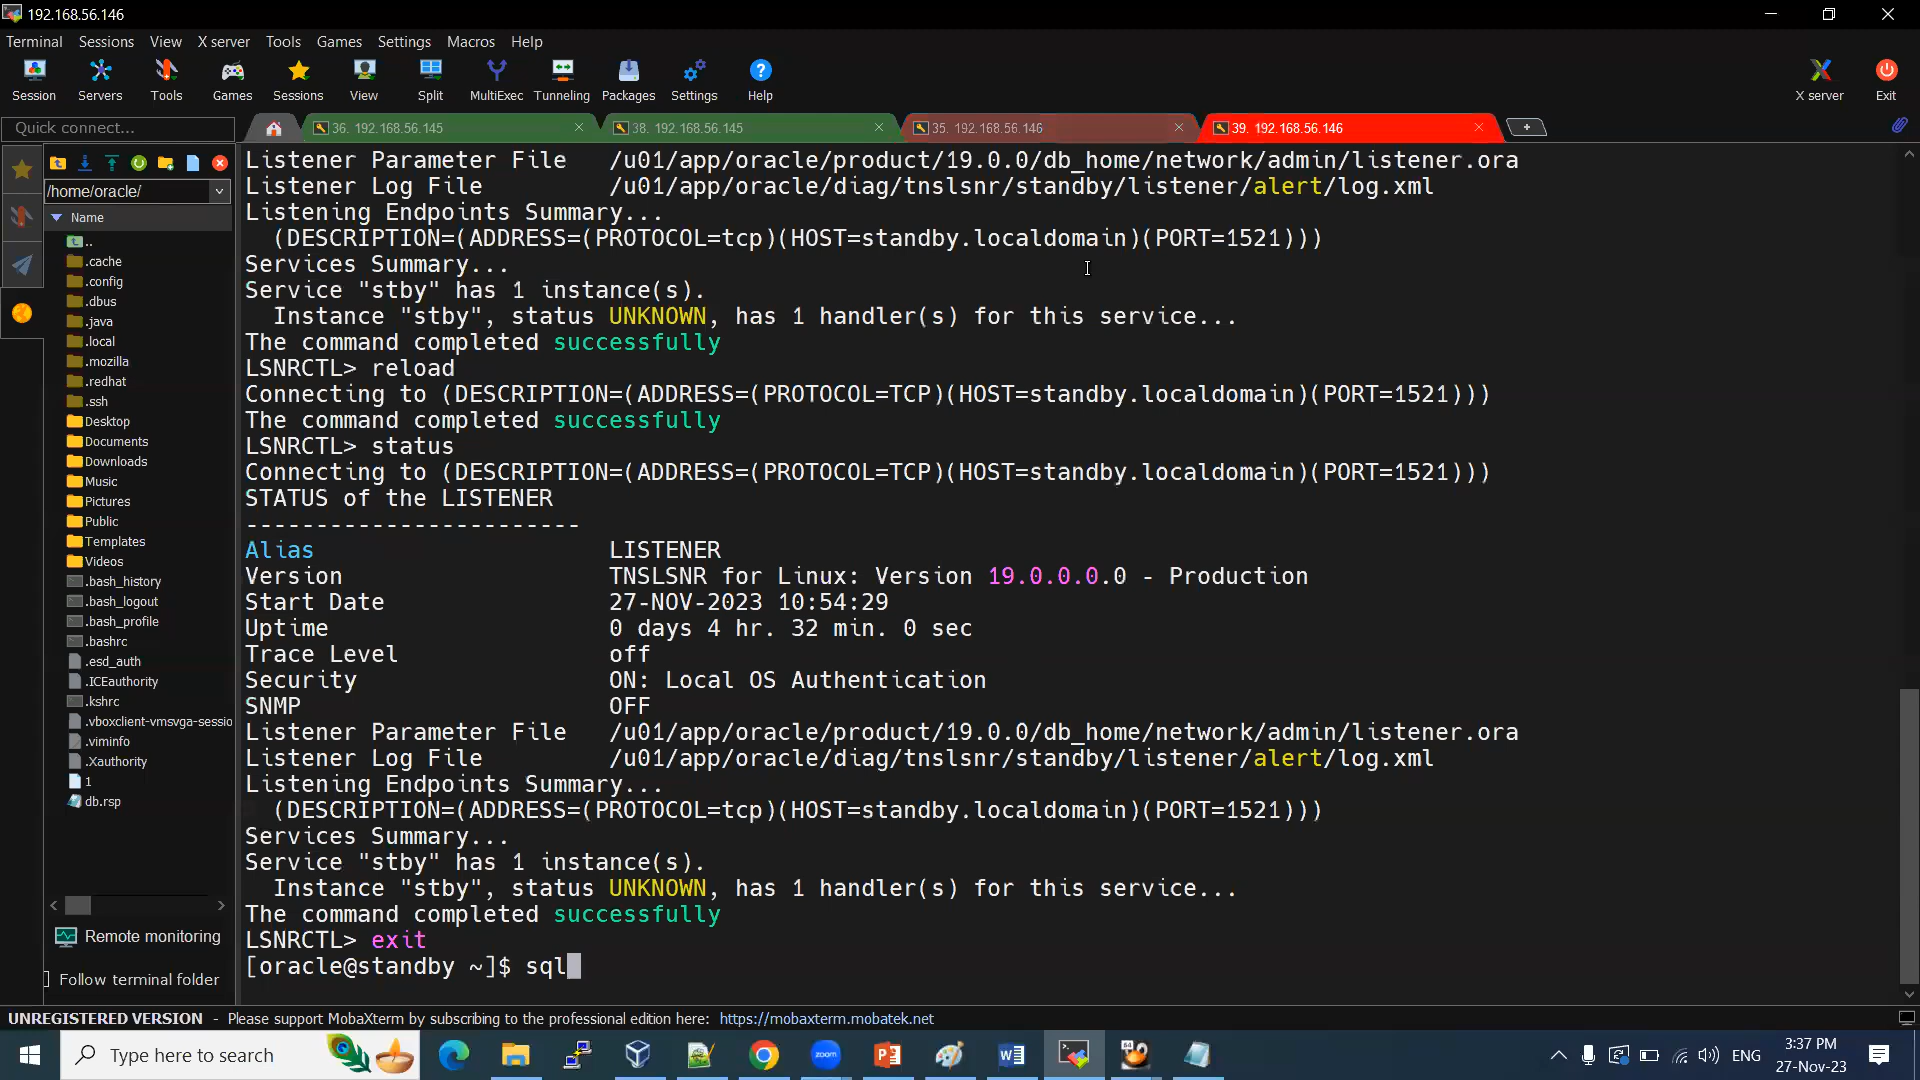 192.168.56.146
Terminal Sessions View X server Tools Games Settings Macros Help
Session Servers Tools Games Sessions View Split MultiExec Tunneling Packages Settings Help X server Exit
Quick connect...
36. 192.168.56.145
38. 192.168.56.145
35. 192.168.56.146
39. 192.168.56.146
/home/oracle/
Name
..
.cache
.config
.dbus
.java
.local
.mozilla
.redhat
.ssh
Desktop
Documents
Downloads
Music
Pictures
Public
Templates
Videos
.bash_history
.bash_logout
.bash_profile
.bashrc
.esd_auth
.ICEauthority
.kshrc
.vboxclient-vmsvga-sessio
.viminfo
.Xauthority
1
db.rsp
Remote monitoring
Follow terminal folder
Listener Parameter File /u01/app/oracle/product/19.0.0/db_home/network/admin/listener.ora
Listener Log File /u01/app/oracle/diag/tnslsnr/standby/listener/alert/log.xml
Listening Endpoints Summary...
(DESCRIPTION=(ADDRESS=(PROTOCOL=tcp)(HOST=standby.localdomain)(PORT=1521)))
Services Summary...
Service "stby" has 1 instance(s).
Instance "stby", status UNKNOWN, has 1 handler(s) for this service...
The command completed successfully
LSNRCTL> reload
Connecting to (DESCRIPTION=(ADDRESS=(PROTOCOL=TCP)(HOST=standby.localdomain)(PORT=1521)))
The command completed successfully
LSNRCTL> status
Connecting to (DESCRIPTION=(ADDRESS=(PROTOCOL=TCP)(HOST=standby.localdomain)(PORT=1521)))
STATUS of the LISTENER
------------------------
Alias LISTENER
Version TNSLSNR for Linux: Version 19.0.0.0.0 - Production
Start Date 27-NOV-2023 10:54:29
Uptime 0 days 4 hr. 32 min. 0 sec
Trace Level off
Security ON: Local OS Authentication
SNMP OFF
Listener Parameter File /u01/app/oracle/product/19.0.0/db_home/network/admin/listener.ora
Listener Log File /u01/app/oracle/diag/tnslsnr/standby/listener/alert/log.xml
Listening Endpoints Summary...
(DESCRIPTION=(ADDRESS=(PROTOCOL=tcp)(HOST=standby.localdomain)(PORT=1521)))
Services Summary...
Service "stby" has 1 instance(s).
Instance "stby", status UNKNOWN, has 1 handler(s) for this service...
The command completed successfully
LSNRCTL> exit
[oracle@standby ~]$ sql
UNREGISTERED VERSION - Please support MobaXterm by subscribing to the professional edition here: https://mobaxterm.mobatek.net
Type here to search
zoom
ENG
3:37 PM
27-Nov-23